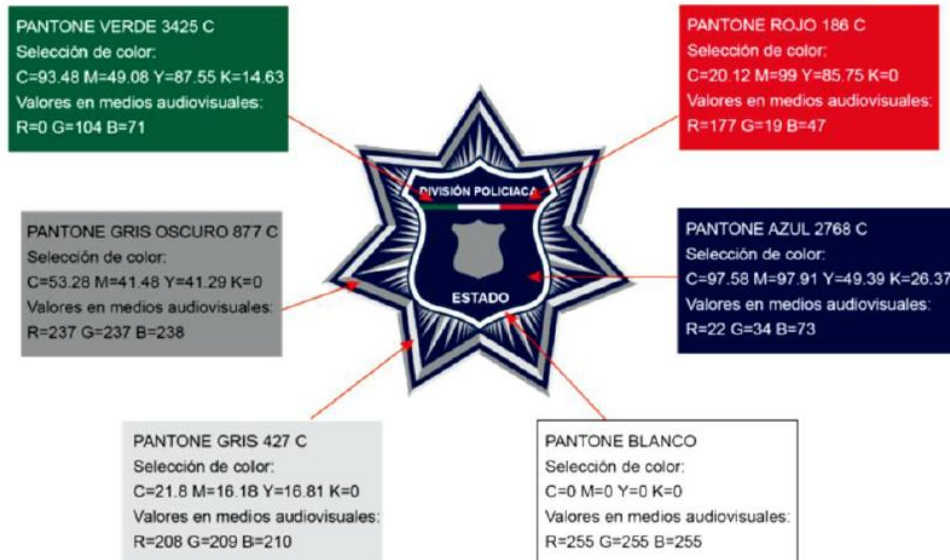 PANTONE VERDE 3425 C
Selección de color:
C=93.48 M=49.08 Y=87.55 K=14.63
Valores en medios audiovisuales:
R=0 G=104 B=71
PANTONE ROJO 186 C
Selección de color:
C=20.12 M=99 Y=85.75 K=0
Valores en medios audiovisuales:
R=177 G=19 B=47
DIVISIÓN POLICIACA
ESTADO
PANTONE GRIS OSCURO 877 C
Selección de color:
C=53.28 M=41.48 Y=41.29 K=0
Valores en medios audiovisuales:
R=237 G=237 B=238
PANTONE AZUL 2768 C
Selección de color:
C=97.58 M=97.91 Y=49.39 K=26.37
Valores en medios audiovisuales:
R=22 G=34 B=73
PANTONE GRIS 427 C
Selección de color:
C=21.8 M=16.18 Y=16.81 K=0
Valores en medios audiovisuales:
R=208 G=209 B=210
PANTONE BLANCO
Selección de color:
C=0 M=0 Y=0 K=0
Valores en medios audiovisuales:
R=255 G=255 B=255